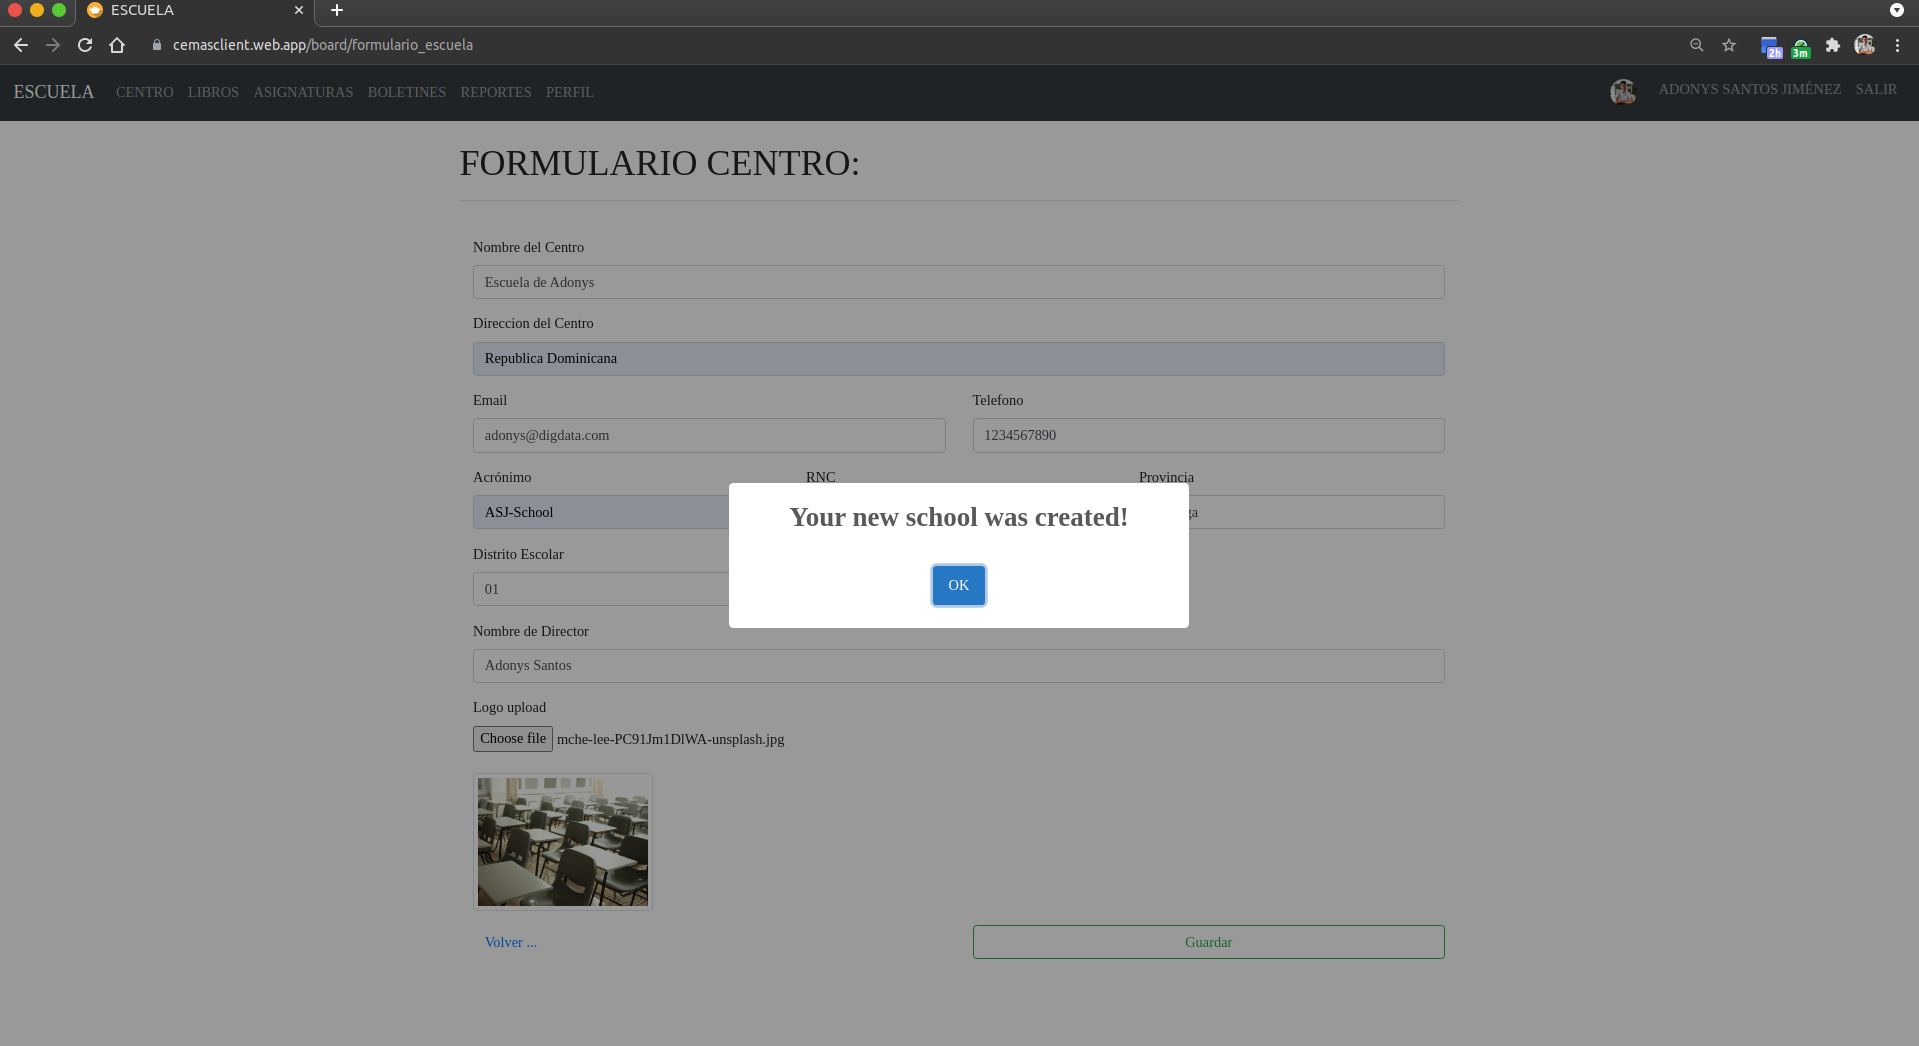 ESCUELA
cemasclient.web.app/board/formulario_escuela
2h 3m
ESCUELA CENTRO LIBROS ASIGNATURAS BOLETINES REPORTES PERFIL ADONYS SANTOS JIMÉNEZ SALIR
FORMULARIO CENTRO:
Nombre del Centro
Escuela de Adonys
Direccion del Centro
Republica Dominicana
Email Telefono
adonys@digdata.com 1234567890
Acrónimo RNC Provincia
ASJ-School ga
Your new school was created!
Distrito Escolar
OK
01
Nombre de Director
Adonys Santos
Logo upload
Choose file mche-lee-PC91Jm1DlWA-unsplash.jpg
Volver ... Guardar